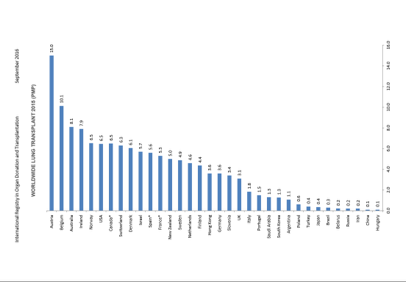 International Registry in Organ Donation and Transplantation September 2016
WORLDWIDE LUNG TRANSPLANT 2015 (PMP)
15.0
10.1
8.1
7.9
6.5
6.5
6.5
6.3
6.1
5.7
5.6
5.3
5.0
4.9
4.6
4.4
3.6
3.6
3.4
3.1
1.8
1.5
1.3
1.3
1.1
0.6
0.4
0.4
0.3
0.2
0.2
0.2
0.1
0.1
16.0
14.0
12.0
10.0
8.0
6.0
4.0
2.0
0.0
Austria
Belgium
Australia
Ireland
Norway
USA
Canada*
Switzerland
Denmark
Israel
Spain*
France*
New Zealand
Sweden
Netherlands
Finland
Hong Kong
Germany
Slovenia
UK
Italy
Portugal
Saudi Arabia
South Korea
Argentina
Poland
Turkey
Japan
Brazil
Belarus
Russia
Iran
China
Hungary*